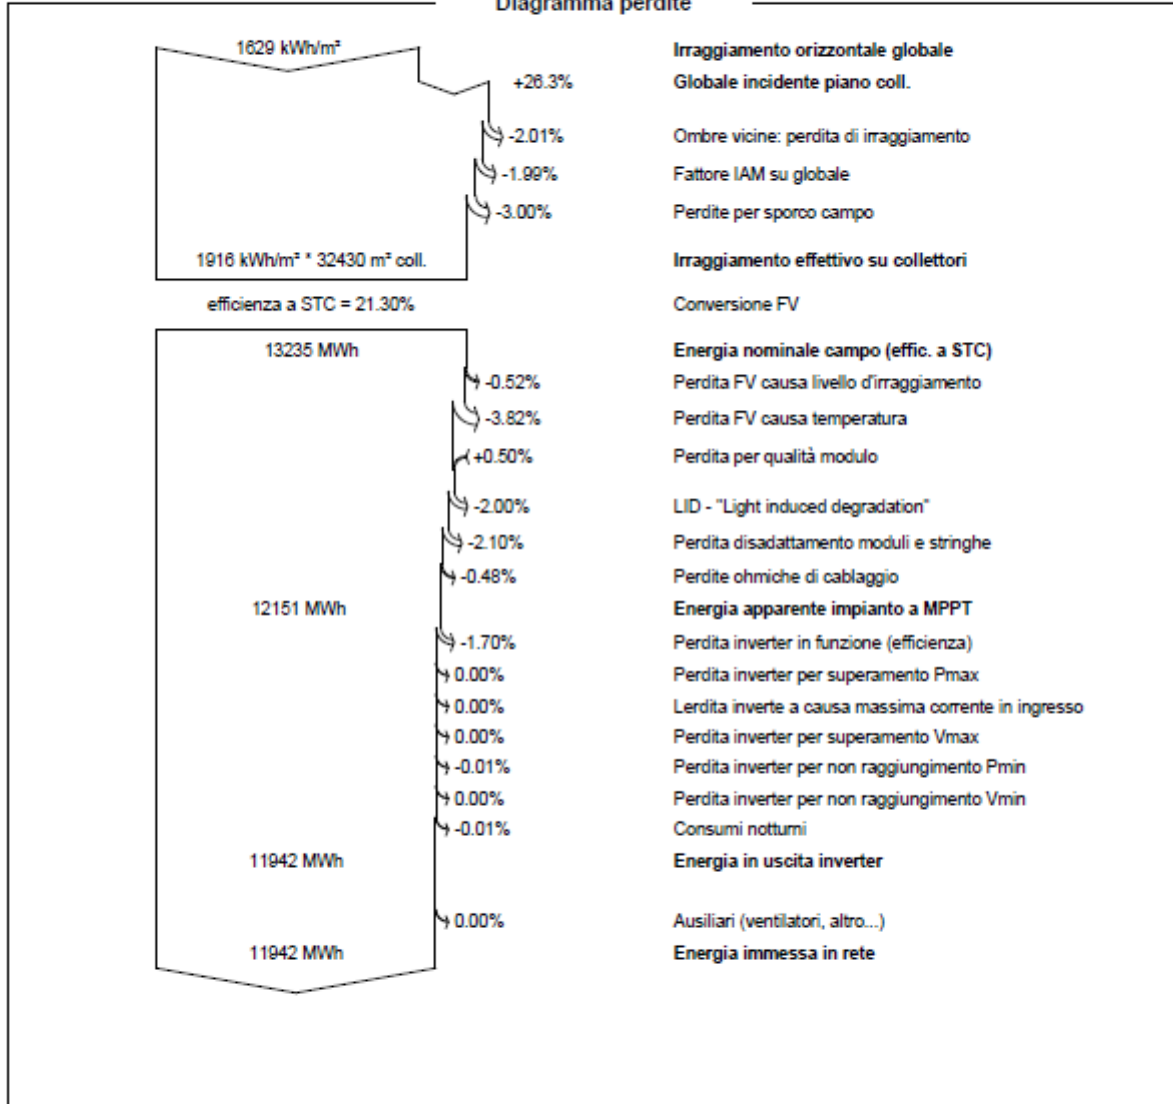 Diagramma perdite
1629 kWh/m² Irraggiamento orizzontale globale
+26.3% Globale incidente piano coll.
-2.01% Ombre vicine: perdita di irraggiamento
-1.99% Fattore IAM su globale
-3.00% Perdite per sporco campo
1916 kWh/m² * 32430 m² coll. Irraggiamento effettivo su collettori
efficienza a STC = 21.30% Conversione FV
13235 MWh Energia nominale campo (effic. a STC)
-0.52% Perdita FV causa livello d'irraggiamento
-3.82% Perdita FV causa temperatura
+0.50% Perdita per qualità modulo
-2.00% LID - "Light induced degradation"
-2.10% Perdita disadattamento moduli e stringhe
-0.48% Perdite ohmiche di cablaggio
12151 MWh Energia apparente impianto a MPPT
-1.70% Perdita inverter in funzione (efficienza)
0.00% Perdita inverter per superamento Pmax
0.00% Lerdita inverte a causa massima corrente in ingresso
0.00% Perdita inverter per superamento Vmax
-0.01% Perdita inverter per non raggiungimento Pmin
0.00% Perdita inverter per non raggiungimento Vmin
-0.01% Consumi notturni
11942 MWh Energia in uscita inverter
0.00% Ausiliari (ventilatori, altro...)
11942 MWh Energia immessa in rete